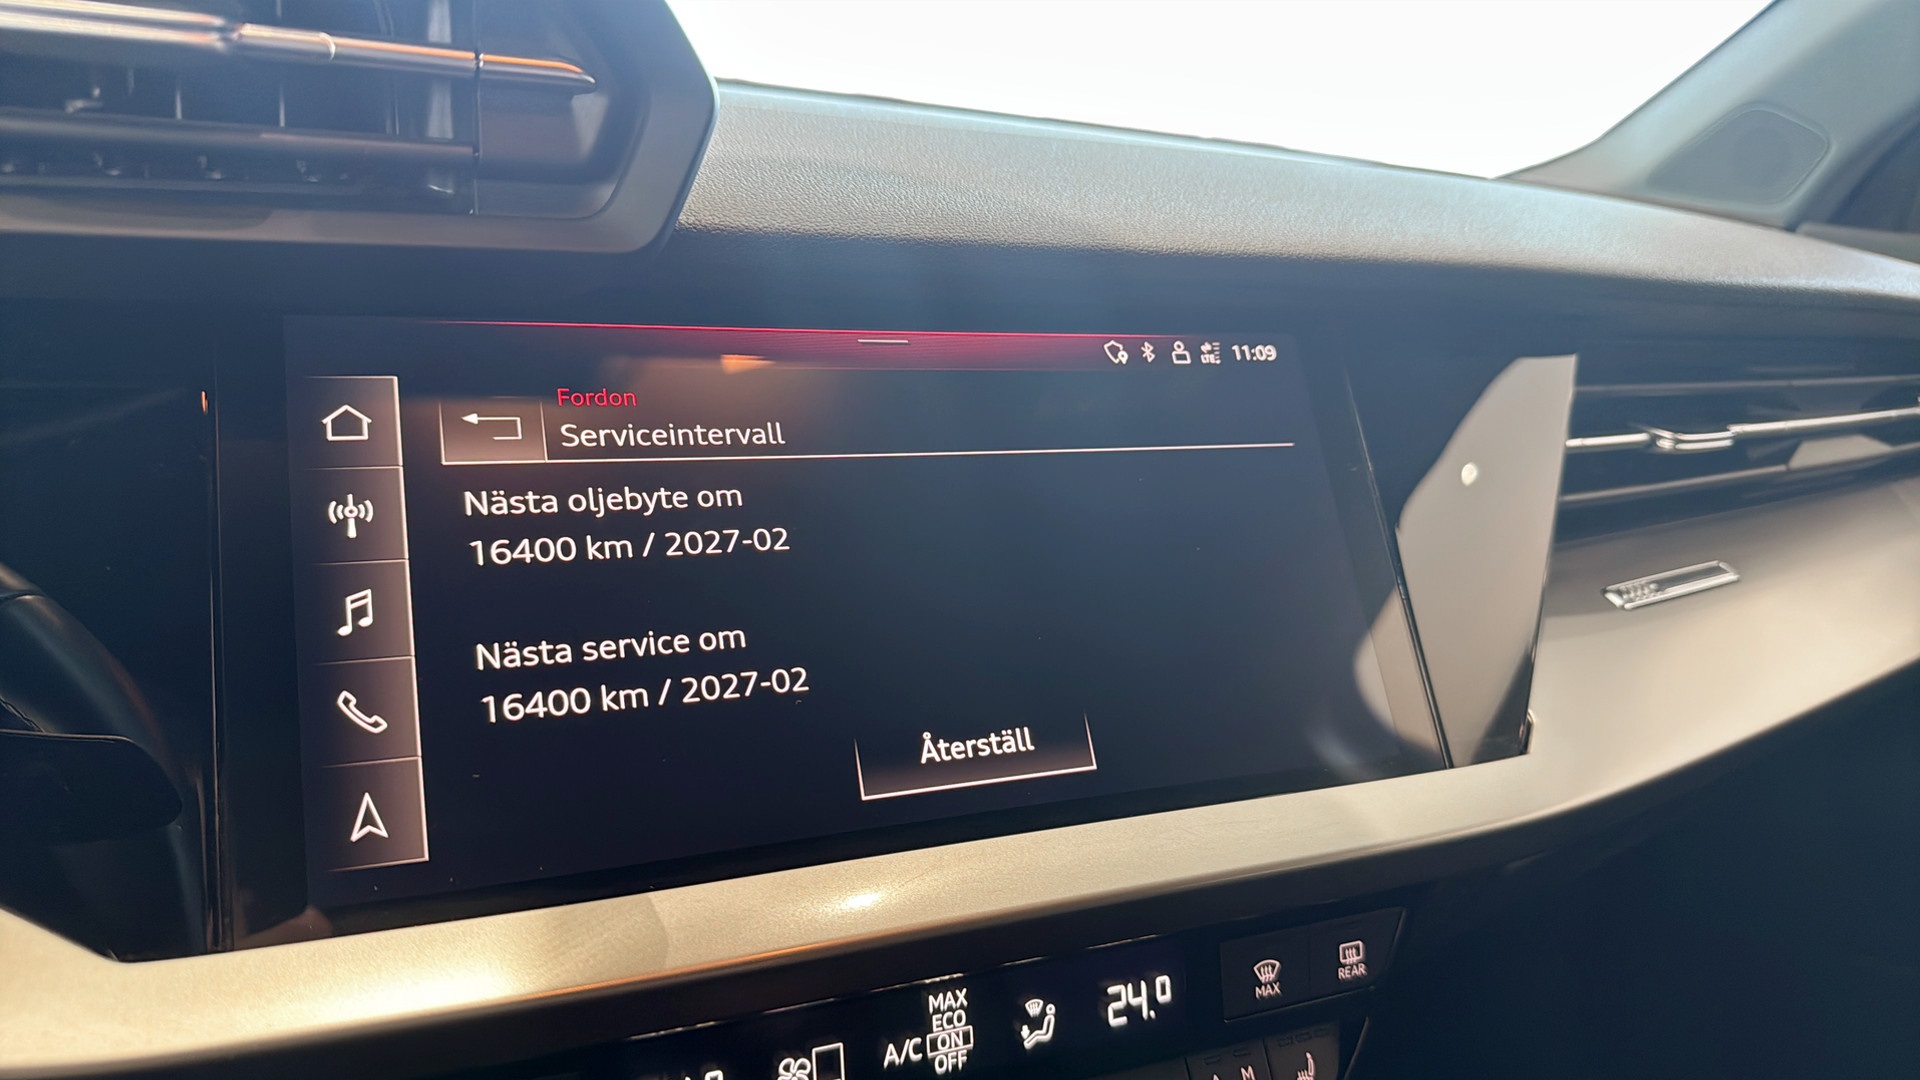 LTE
11:09
Fordon
Serviceintervall
Nästa oljebyte om
16400 km / 2027-02
Nästa service om
16400 km / 2027-02
Återställ
MAX
ECO
A/C ON
OFF
24.0
MAX
REAR
M